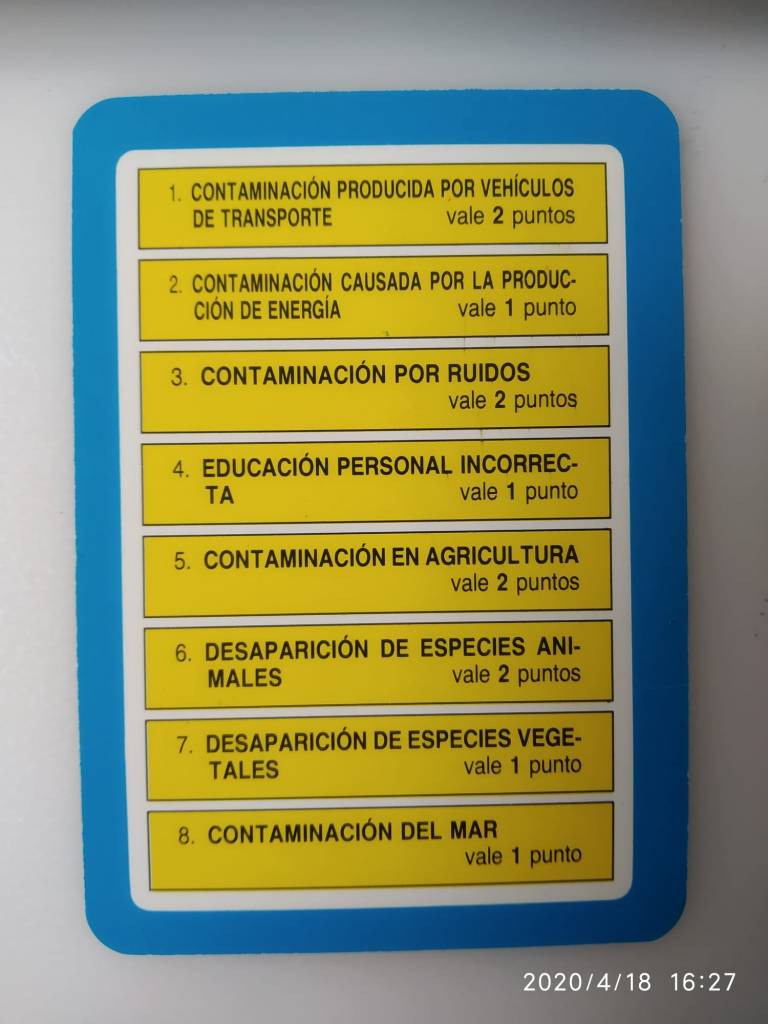 1. CONTAMINACIÓN PRODUCIDA POR VEHÍCULOS
DE TRANSPORTE vale 2 puntos
2. CONTAMINACIÓN CAUSADA POR LA PRODUC-
CIÓN DE ENERGÍA vale 1 punto
3. CONTAMINACIÓN POR RUIDOS
vale 2 puntos
4. EDUCACIÓN PERSONAL INCORREC-
TA vale 1 punto
5. CONTAMINACIÓN EN AGRICULTURA
vale 2 puntos
6. DESAPARICIÓN DE ESPECIES ANI-
MALES vale 2 puntos
7. DESAPARICIÓN DE ESPECIES VEGE-
TALES vale 1 punto
8. CONTAMINACIÓN DEL MAR
vale 1 punto
2020/4/18 16:27